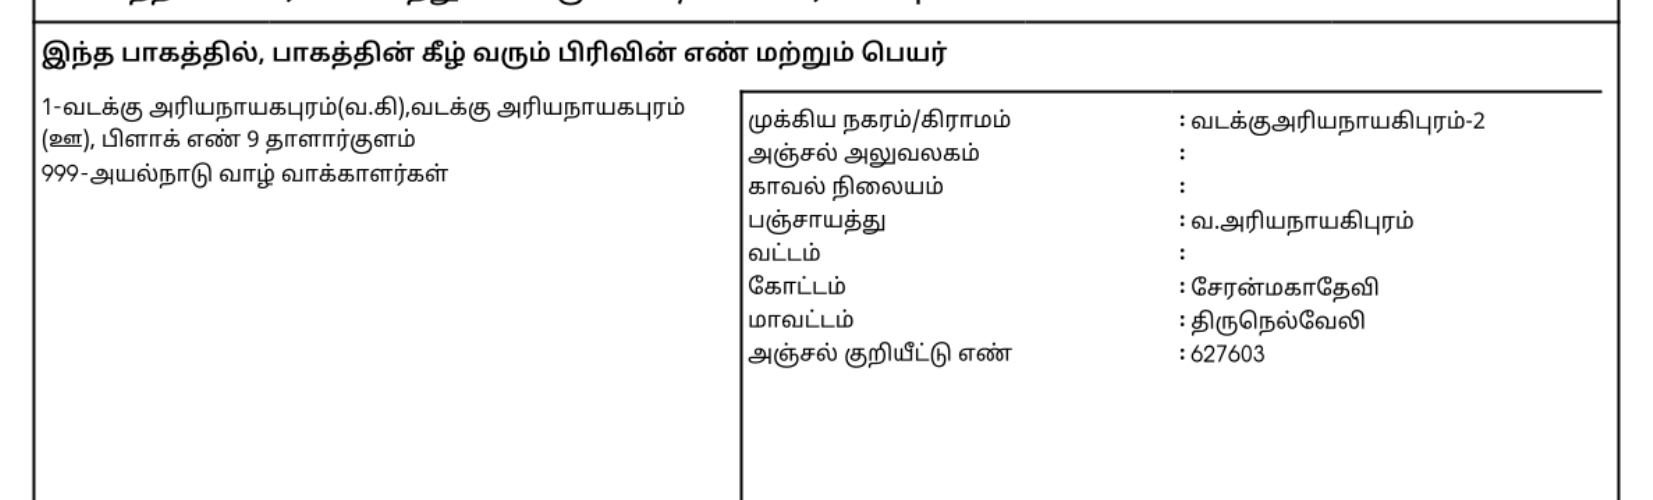 இந்த பாகத்தில், பாகத்தின் கீழ் வரும் பிரிவின் எண் மற்றும் பெயர்
1-வடக்கு அரியநாயகபுரம்(வ.கி),வடக்கு அரியநாயகபுரம்
(ஊ), பிளாக் எண் 9 தாளார்குளம்
999-அயல்நாடு வாழ் வாக்காளர்கள்
முக்கிய நகரம்/கிராமம் : வடக்குஅரியநாயகிபுரம்-2
அஞ்சல் அலுவலகம் :
காவல் நிலையம் :
பஞ்சாயத்து : வ.அரியநாயகிபுரம்
வட்டம் :
கோட்டம் : சேரன்மகாதேவி
மாவட்டம் : திருநெல்வேலி
அஞ்சல் குறியீட்டு எண் : 627603